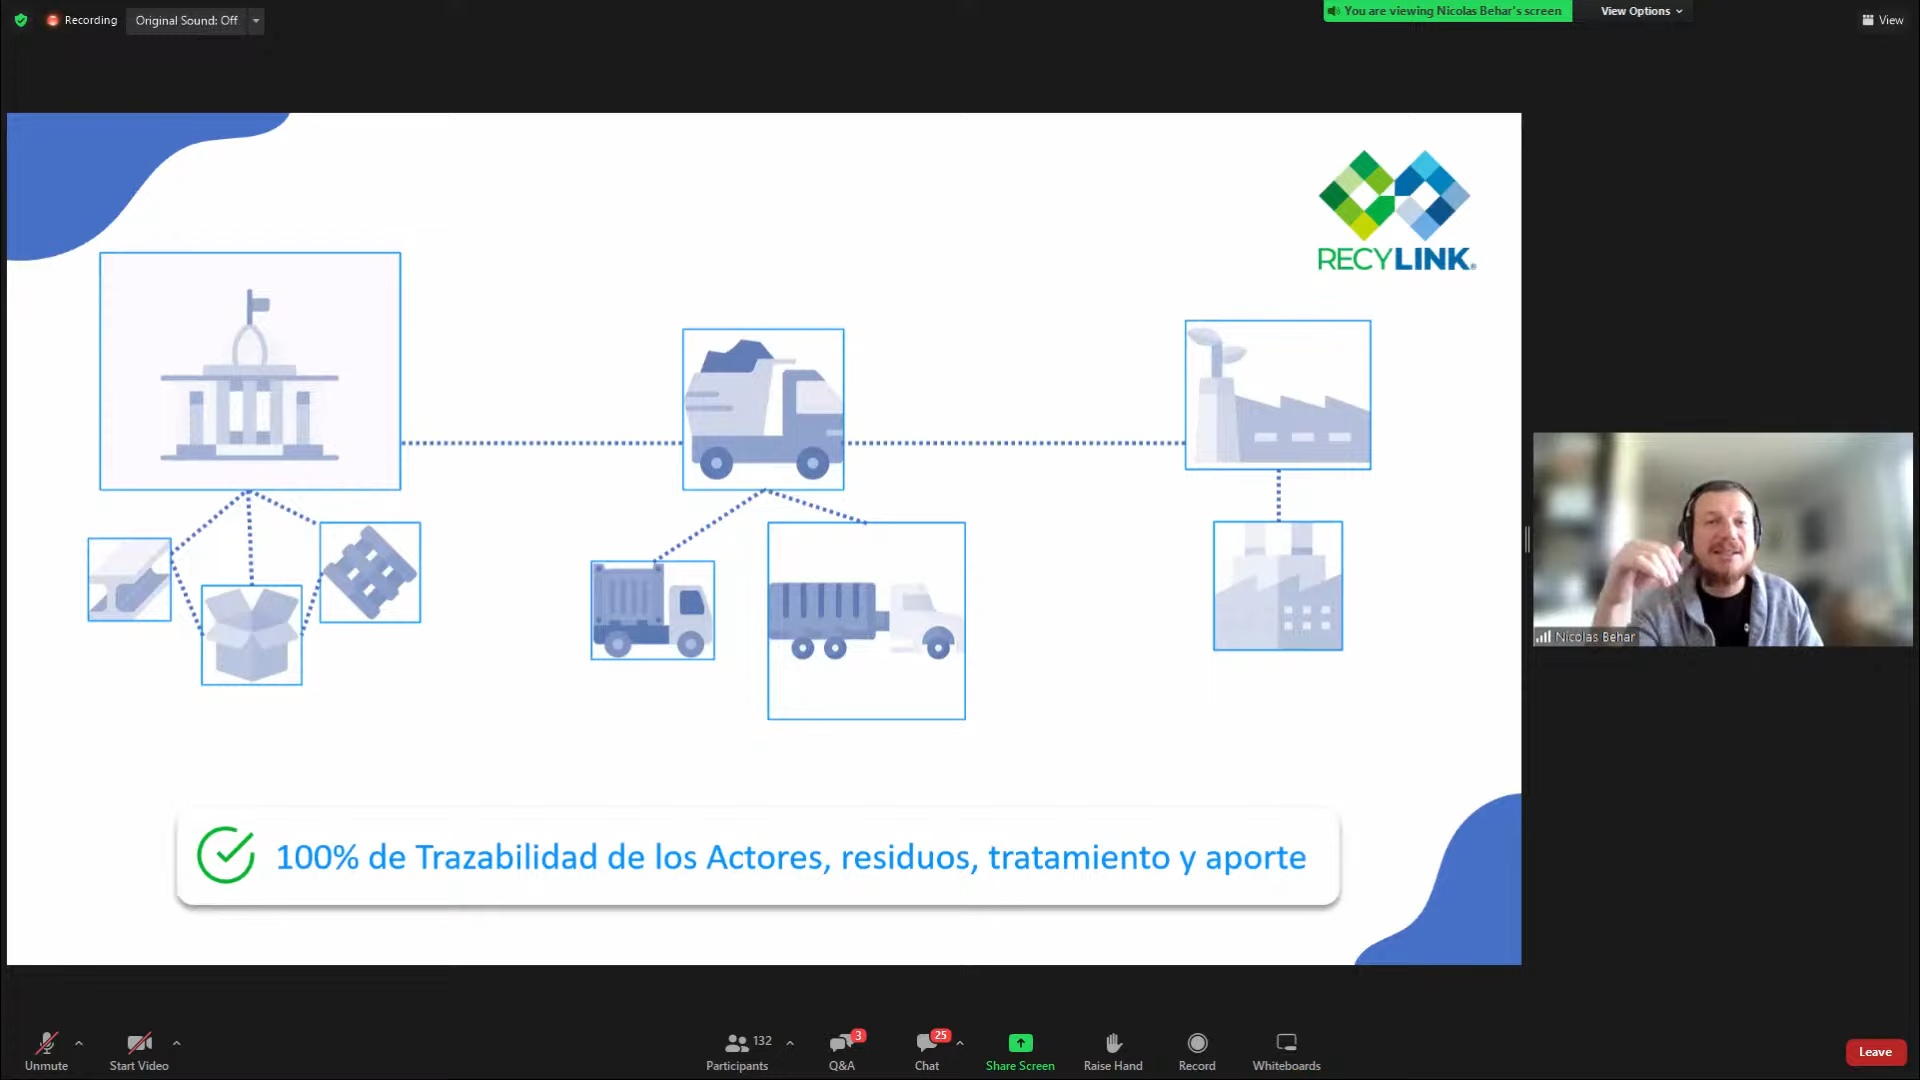 Recording
Original Sound: Off
You are viewing Nicolas Behar's screen
View Options
View
RECYLINK®
Nicolas Behar
100% de Trazabilidad de los Actores, residuos, tratamiento y aporte
132
3
25
Unmute
Start Video
Participants
Q&A
Chat
Share Screen
Raise Hand
Record
Whiteboards
Leave